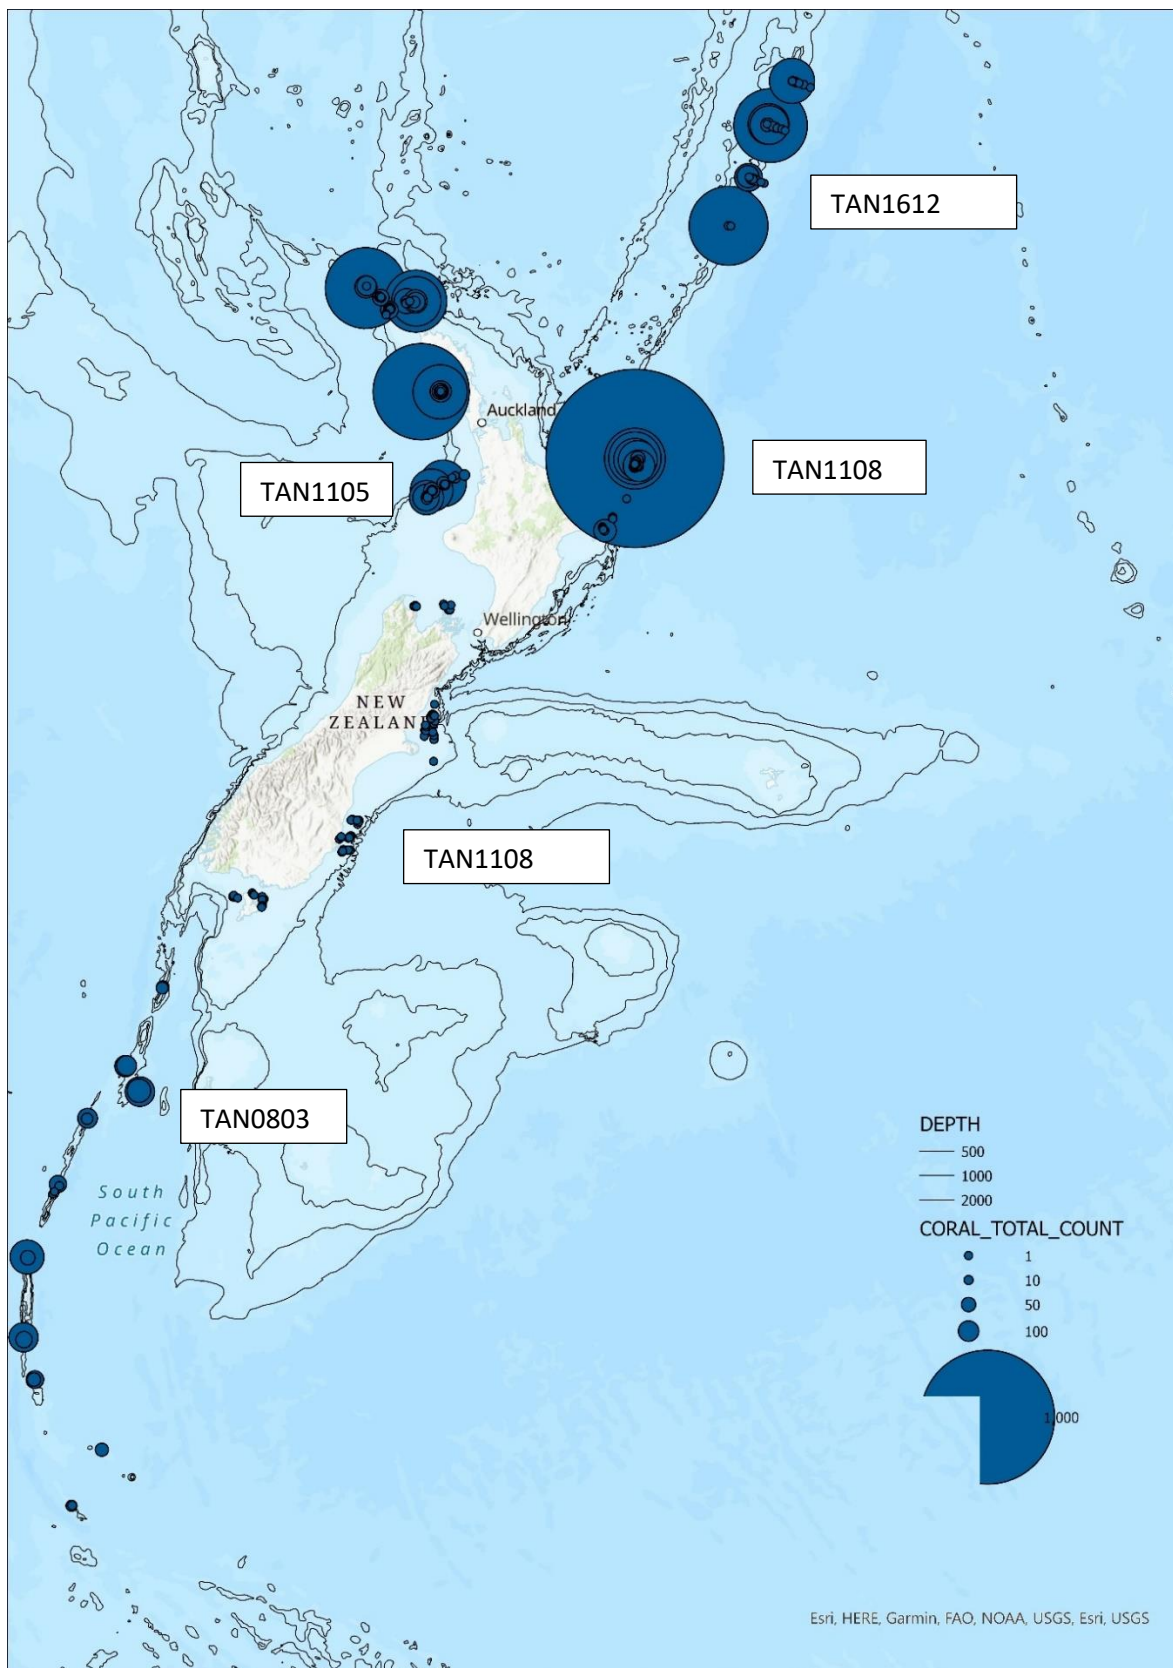 TAN1612
Auckland
TAN1105
TAN1108
Wellington
NEW
ZEALAND
TAN1108
TAN0803
South
Pacific
Ocean
DEPTH
500
1000
2000
CORAL_TOTAL_COUNT
1
10
50
100
1,000
Esri, HERE, Garmin, FAO, NOAA, USGS, Esri, USGS